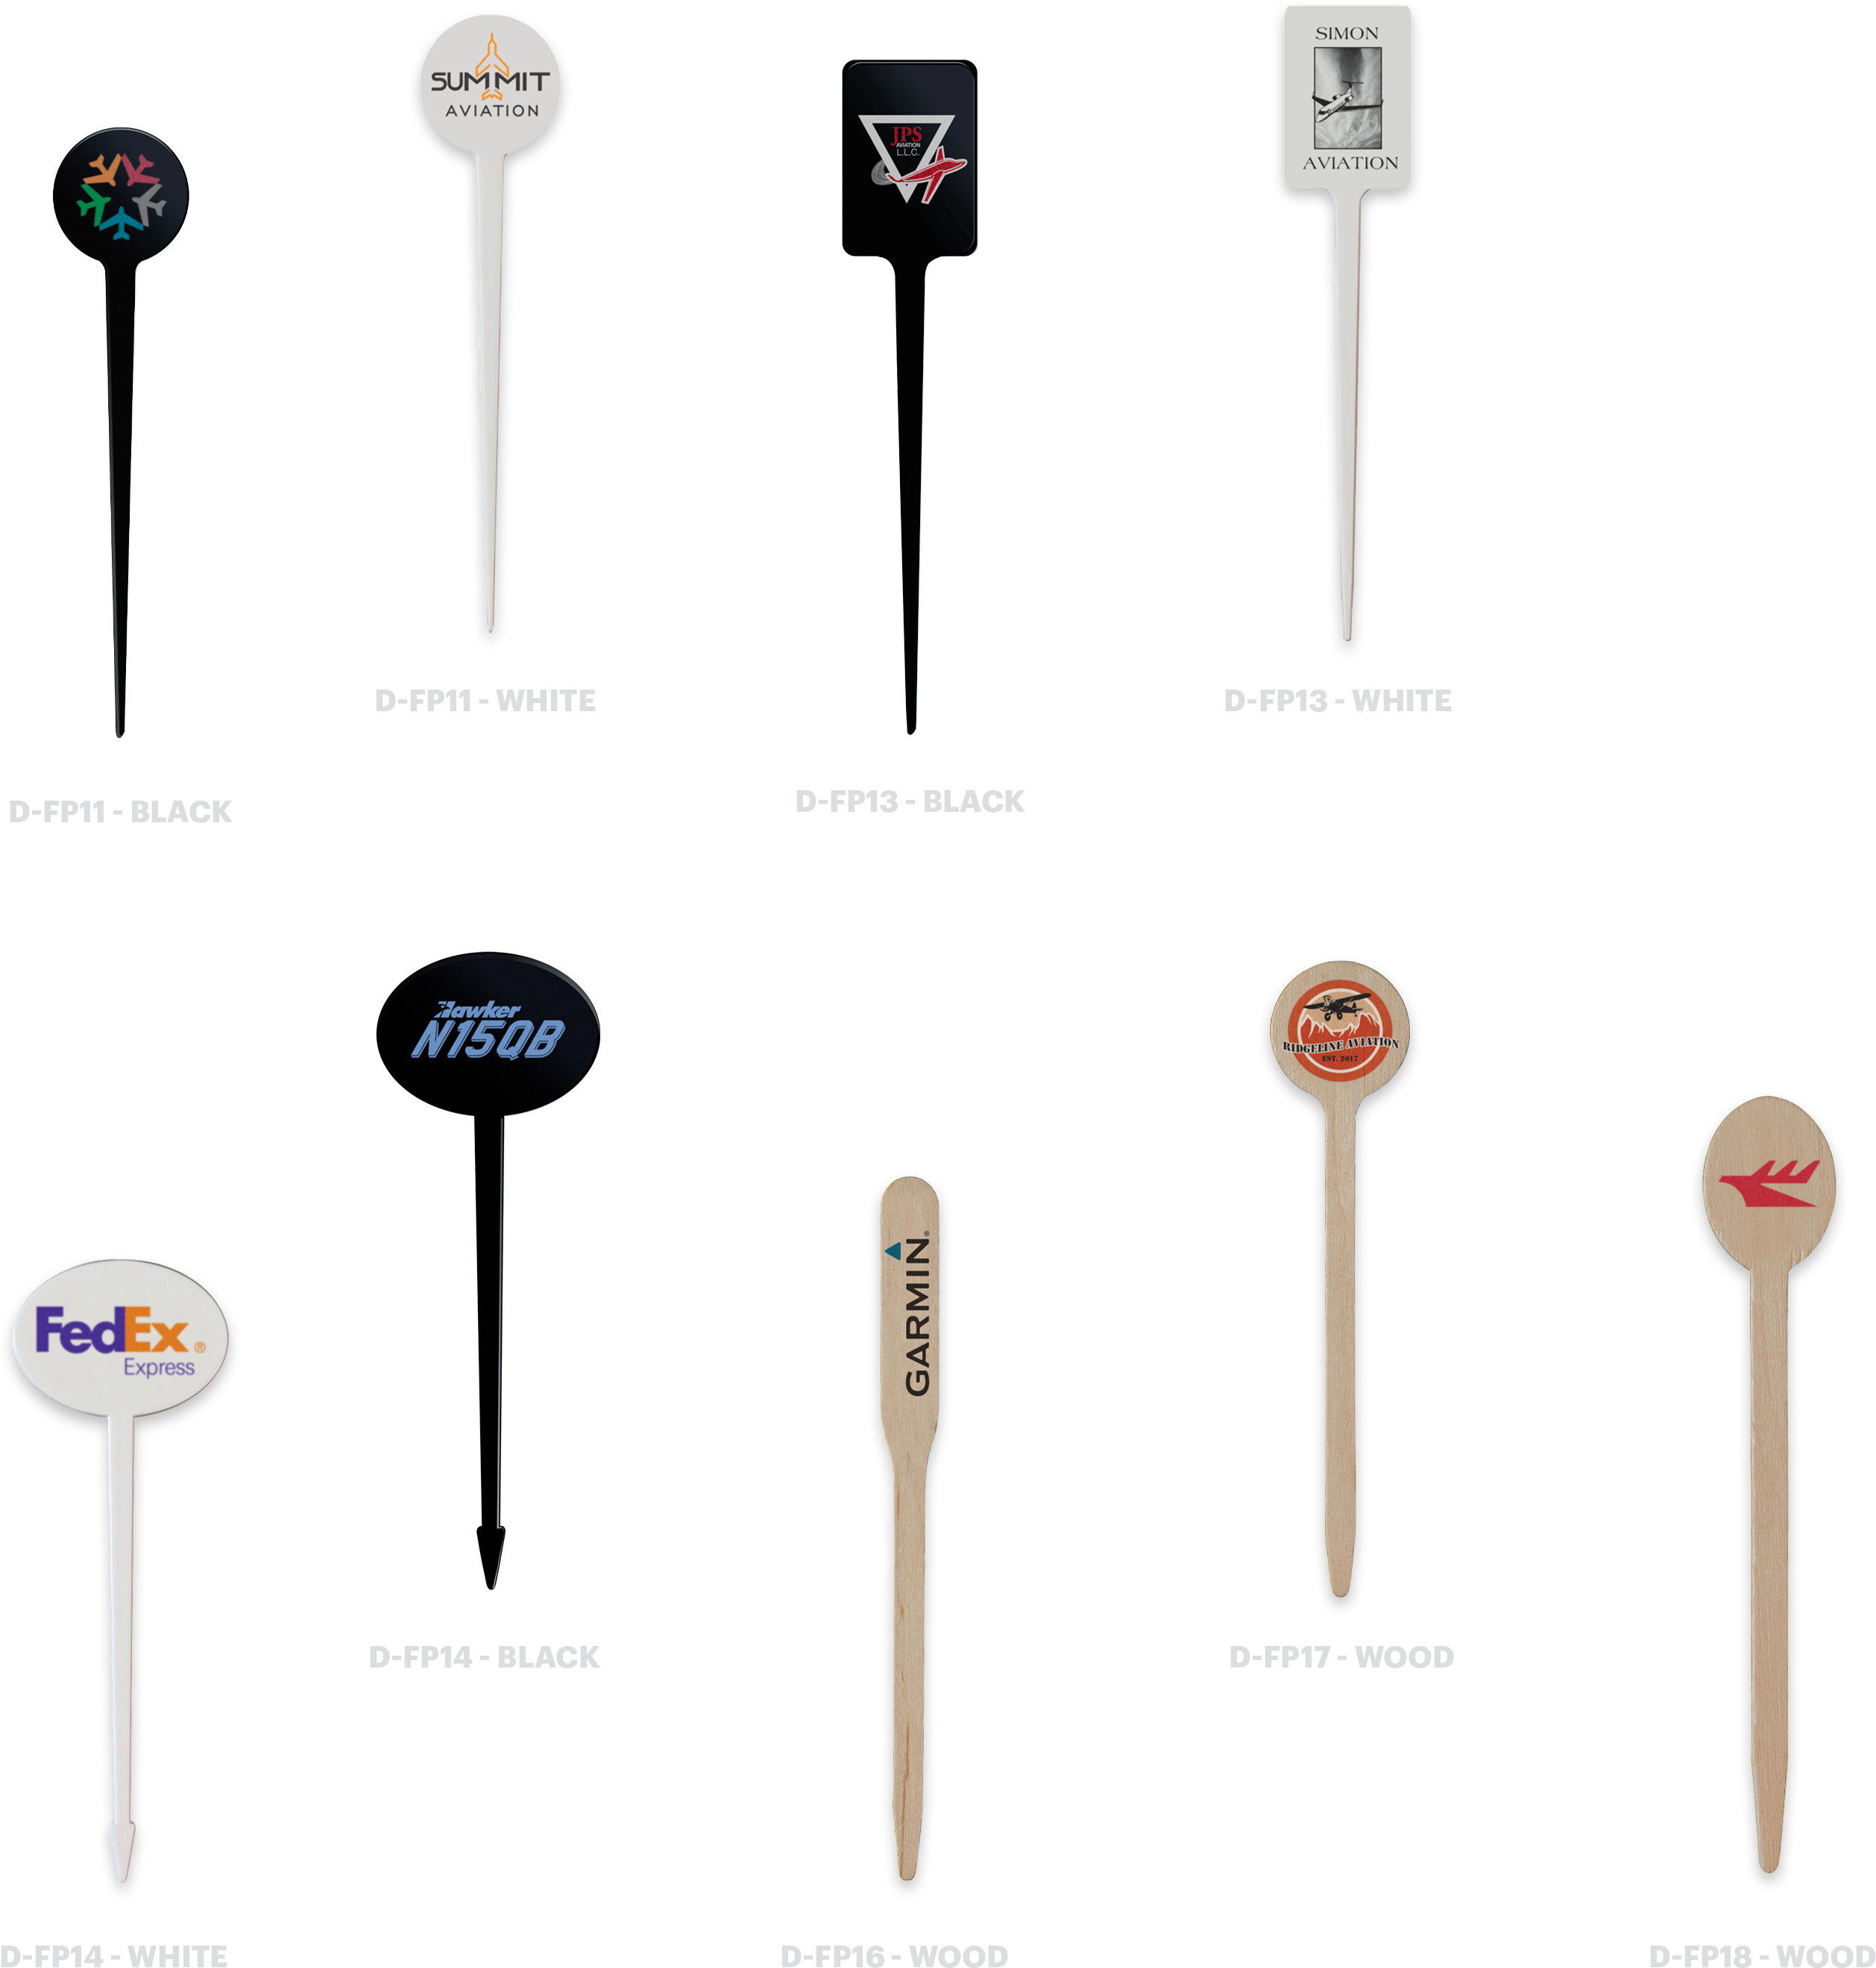 SUMMIT
AVIATION
JPS
AVIATION
L.L.C.
SIMON
AVIATION
D-FP11 - WHITE
D-FP13 - WHITE
D-FP13 - BLACK
D-FP11 - BLACK
Hawker
N15QB
RIDGELINE AVIATION
EST. 2017
GARMIN®
FedEx®
Express
D-FP14 - BLACK
D-FP17 - WOOD
D-FP14 - WHITE
D-FP16 - WOOD
D-FP18 - WOOD